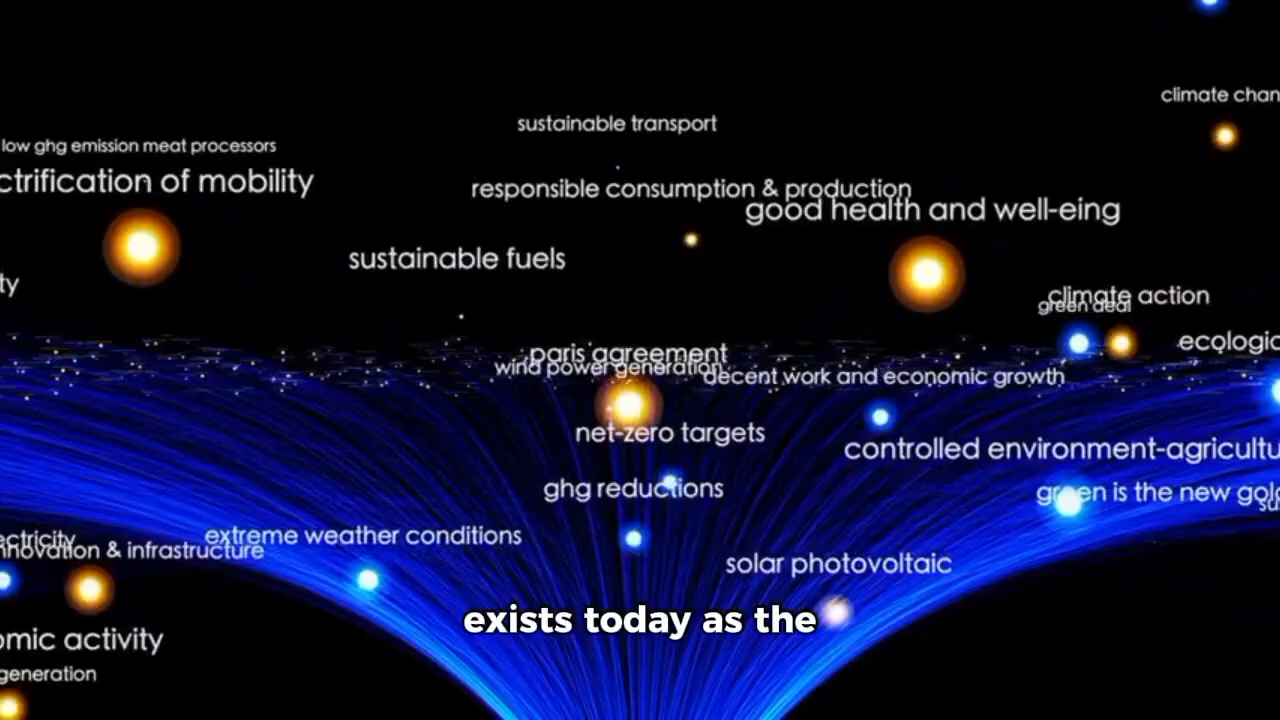 climate chan
sustainable transport
low ghg emission meat processors
ctrification of mobility
responsible consumption & production
good health and well-eing
sustainable fuels
ty
climate action
green deal
ecologic
paris agreement
wind power generation
decent work and economic growth
net-zero targets
controlled environment-agricultu
ghg reductions
green is the new gold
su
extreme weather conditions
ectricity
nnovation & infrastructure
solar photovoltaic
exists today as the
omic activity
generation